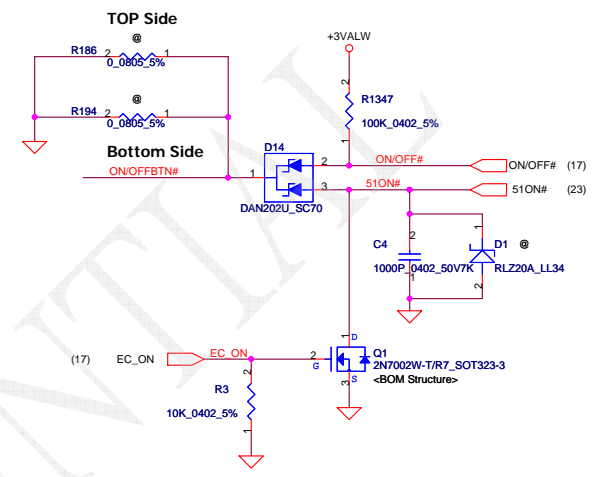 TOP Side
@
+3VALW
R186 2 1
0_0805_5%
2
R1347
100K_0402_5%
1
@
R194 2 1
0_0805_5%
Bottom Side
ON/OFFBTN#
D14
1 2 ON/OFF# ON/OFF# (17)
3 51ON# 51ON# (23)
DAN202U_SC70
2
C4
1000P_0402_50V7K
1
1
D1 @
RLZ20A_LL34
2
1 D
Q1
(17) EC_ON EC_ON 2
G
2N7002W-T/R7_SOT323-3
S
<BOM Structure>
3
2
R3
10K_0402_5%
1
NTIAL